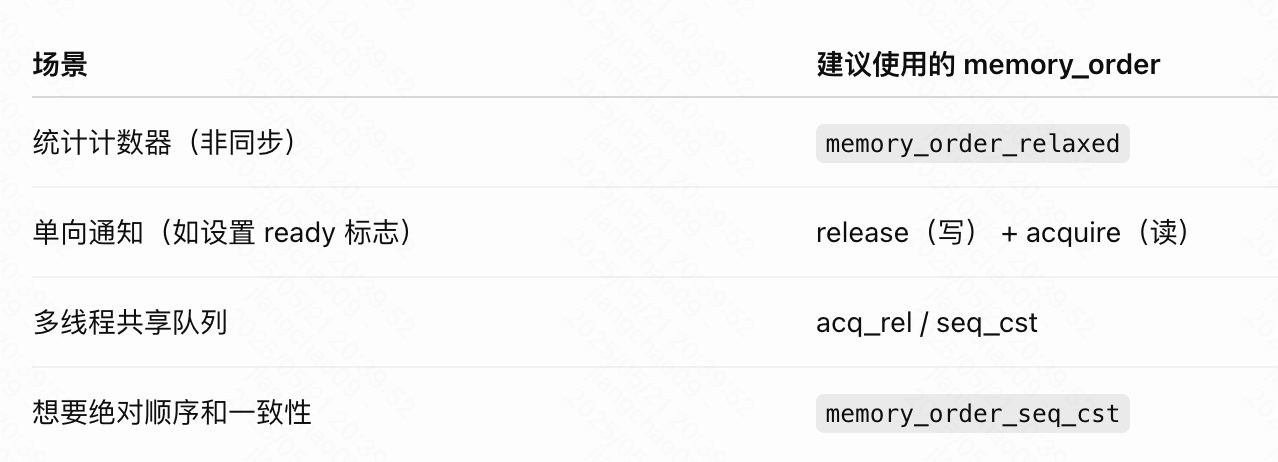 场景 建议使用的 memory_order
统计计数器（非同步） memory_order_relaxed
单向通知（如设置 ready 标志） release（写） + acquire（读）
多线程共享队列 acq_rel / seq_cst
想要绝对顺序和一致性 memory_order_seq_cst